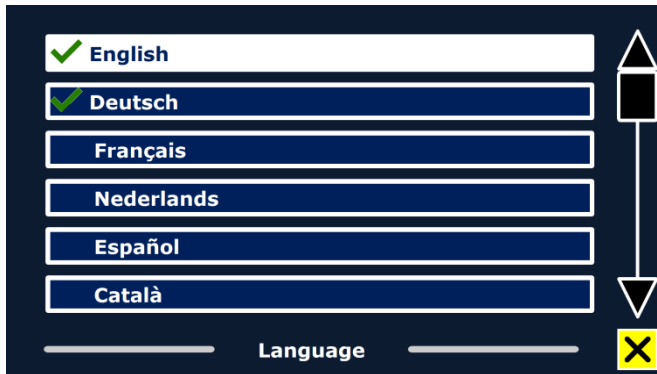 English
Deutsch
Français
Nederlands
Español
Català
Language